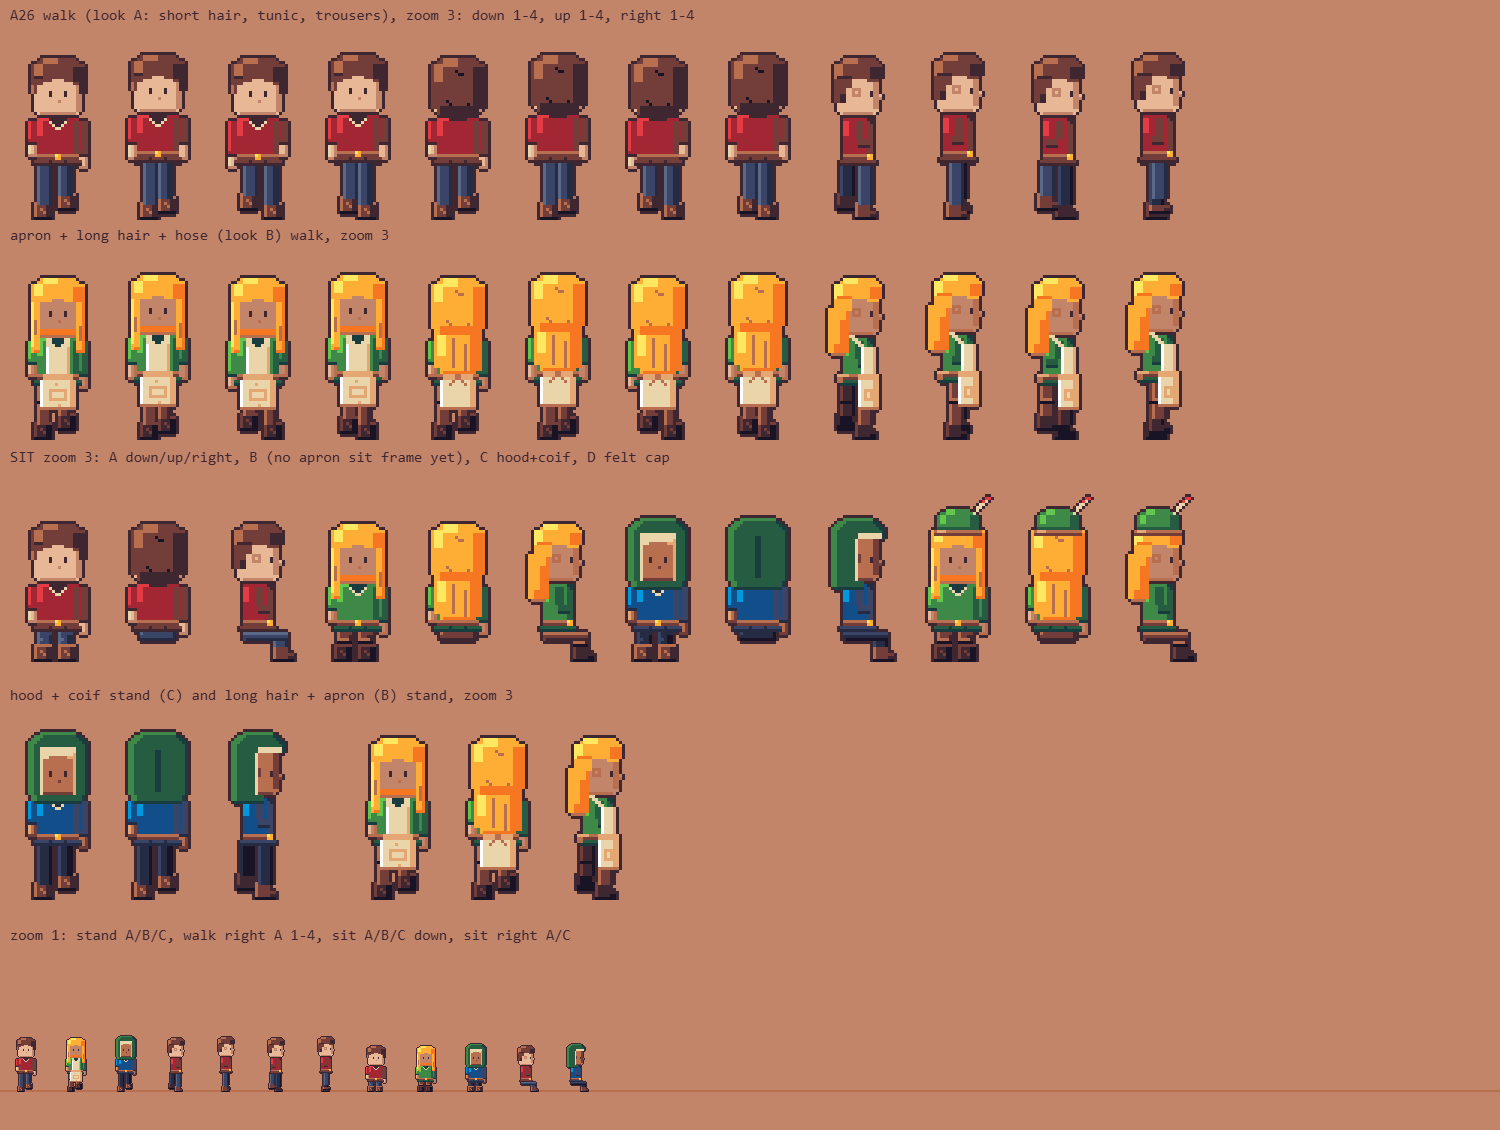 A26 walk (look A: short hair, tunic, trousers), zoom 3: down 1-4, up 1-4, right 1-4
apron + long hair + hose (look B) walk, zoom 3
SIT zoom 3: A down/up/right, B (no apron sit frame yet), C hood+coif, D felt cap
hood + coif stand (C) and long hair + apron (B) stand, zoom 3
zoom 1: stand A/B/C, walk right A 1-4, sit A/B/C down, sit right A/C